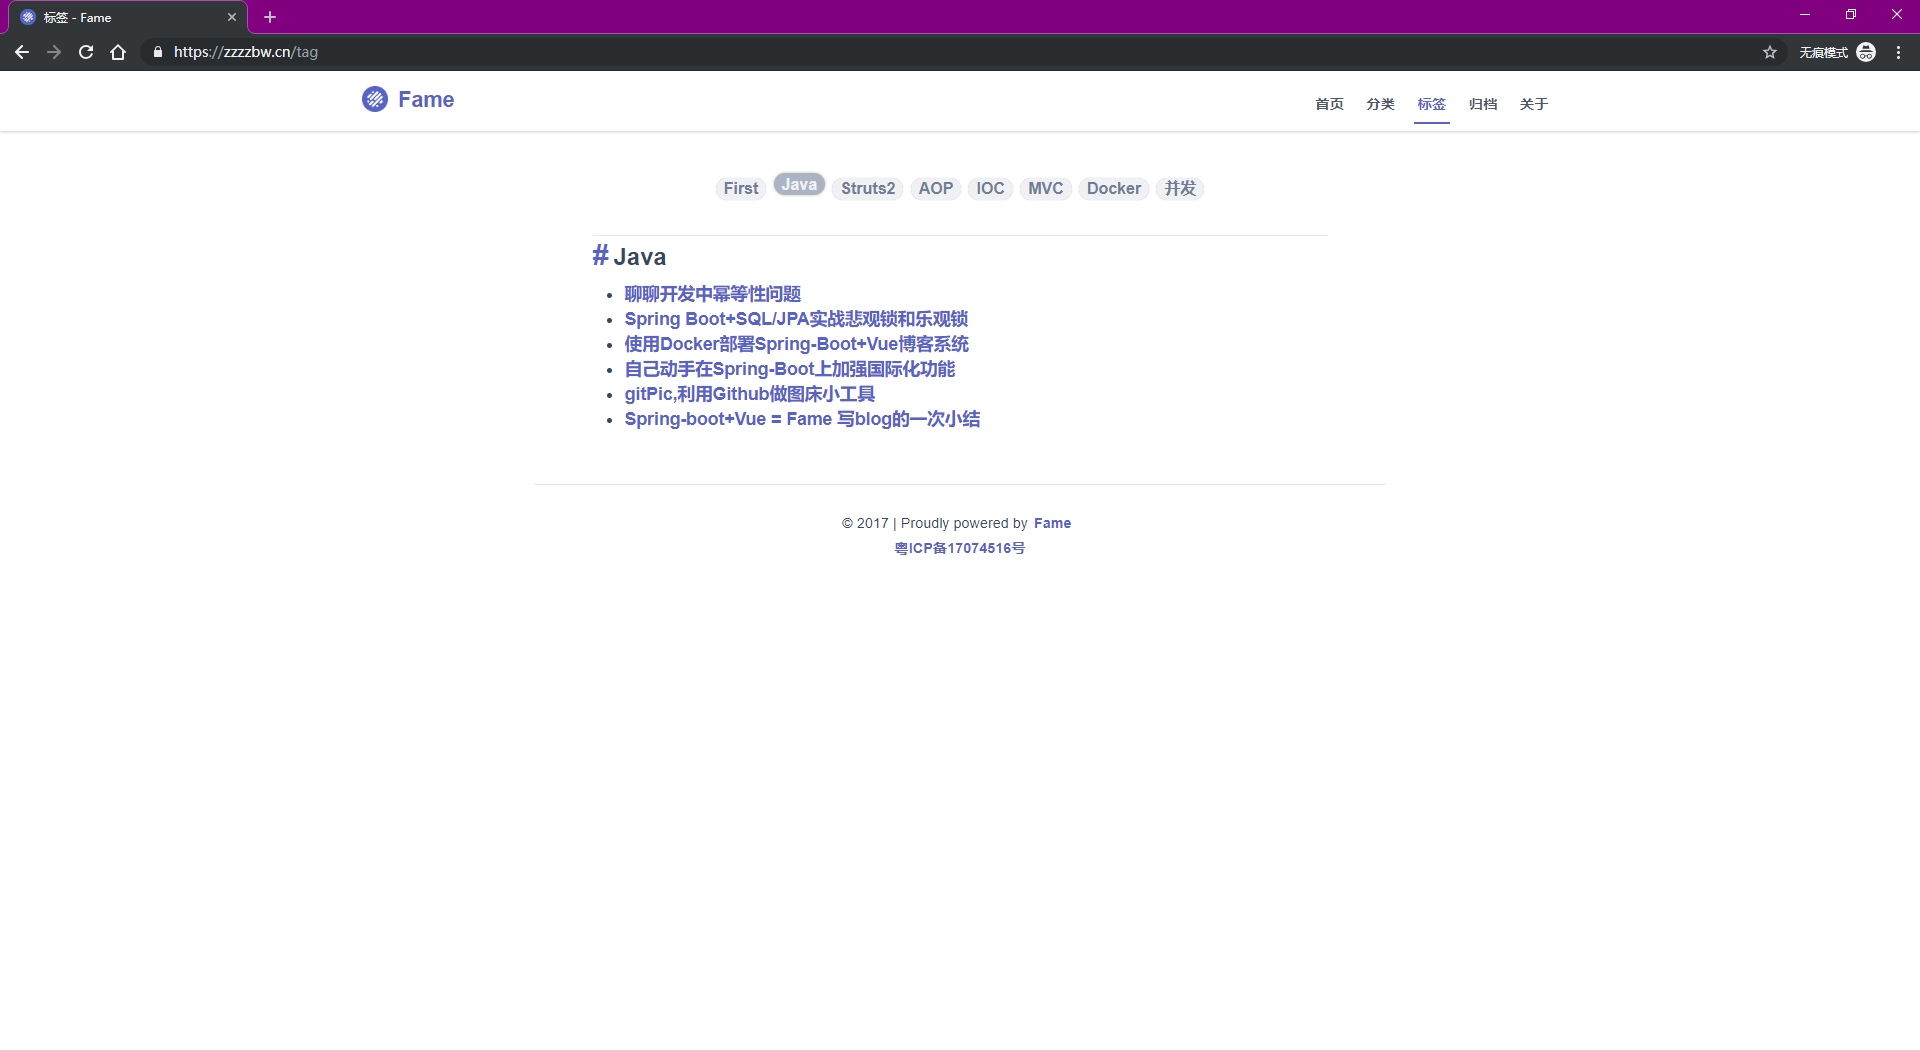 标签 - Fame
https://zzzzbw.cn/tag
无痕模式
Fame
首页 分类 标签 归档 关于
First Java Struts2 AOP IOC MVC Docker 并发
# Java
聊聊开发中幂等性问题
Spring Boot+SQL/JPA实战悲观锁和乐观锁
使用Docker部署Spring-Boot+Vue博客系统
自己动手在Spring-Boot上加强国际化功能
gitPic,利用Github做图床小工具
Spring-boot+Vue = Fame 写blog的一次小结
© 2017 | Proudly powered by Fame
粤ICP备17074516号